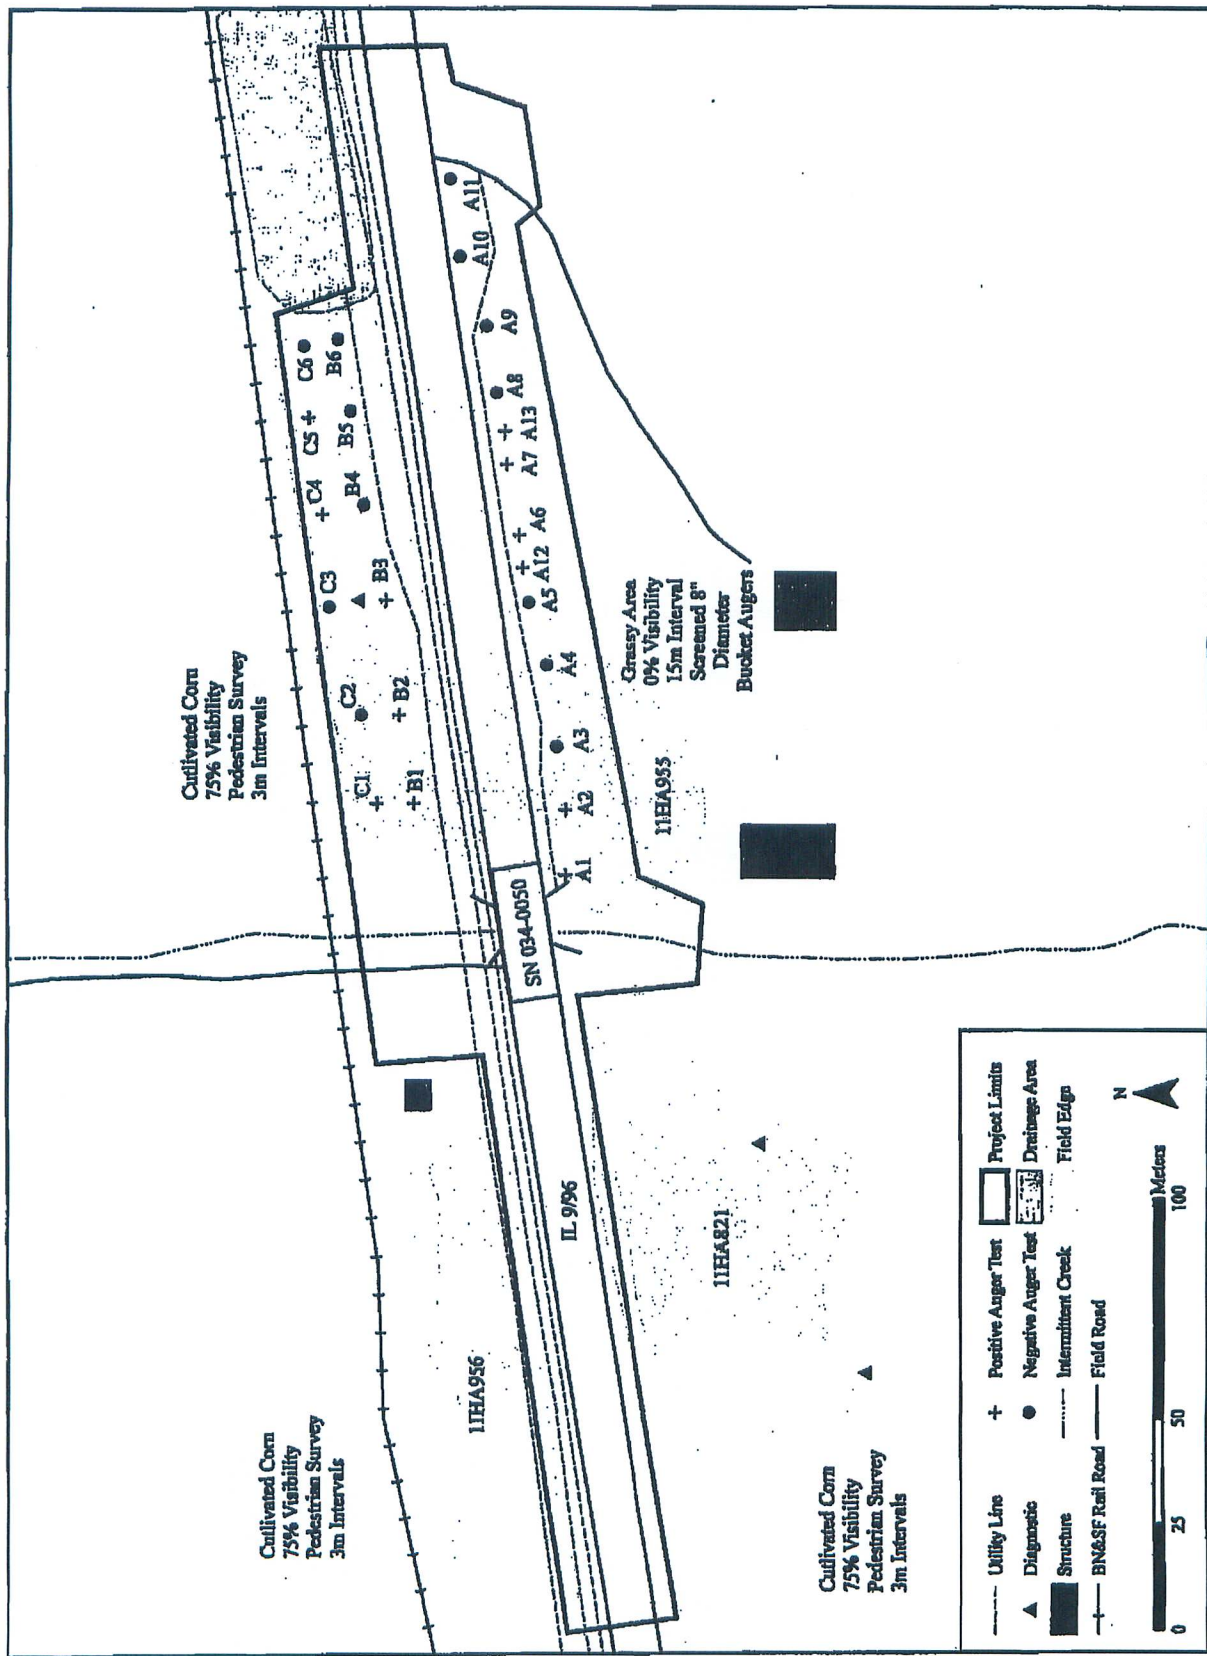 Cutlivated Corn
75% Visibility
Pedestrian Survey
3m Intervals
Cutlivated Corn
75% Visibility
Pedestrian Survey
3m Intervals
C1
C2
C3
C4
C5
C6
B1
B2
B3
B4
B5
B6
11HA956
SN 034-0050
IL 9/96
A1
A2
A3
A4
A5
A12
A6
A7
A13
A8
A9
A10
A11
11HA821
11HA955
Grassy Area
0% Visibility
15m Interval
Screened 8"
Diameter
Bucket Augers
Cutlivated Corn
75% Visibility
Pedestrian Survey
3m Intervals
Utility Line
Positive Auger Test
Project Limits
Diagnostic
Negative Auger Test
Drainage Area
Structure
Intermittent Creek
Field Edge
BN&SF Rail Road
Field Road
N
0
25
50
100
Meters